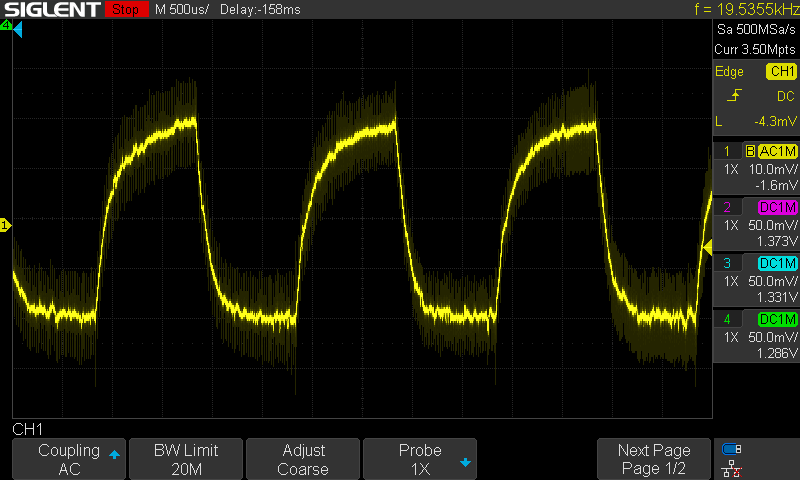 SIGLENT Stop M 500us/ Delay:-158ms f = 19.5355kHz
Sa 500MSa/s
Curr 3.50Mpts
Edge CH1
DC
L -4.3mV
1 B AC1M
1X 10.0mV/
-1.6mV
2 DC1M
1X 50.0mV/
1.373V
3 DC1M
1X 50.0mV/
1.331V
4 DC1M
1X 50.0mV/
1.286V
4
1
CH1
Coupling
AC
BW Limit
20M
Adjust
Coarse
Probe
1X
Next Page
Page 1/2